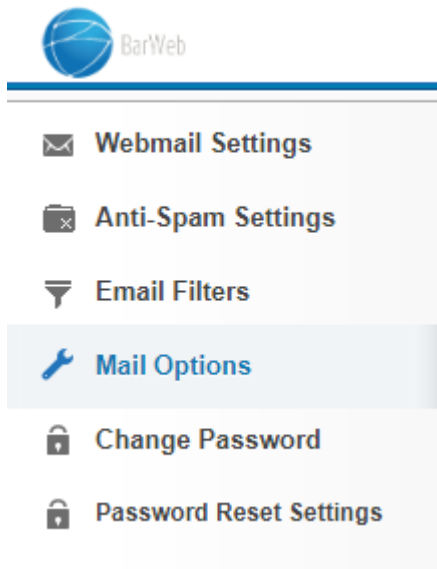 BarWeb
Webmail Settings
Anti-Spam Settings
Email Filters
Mail Options
Change Password
Password Reset Settings